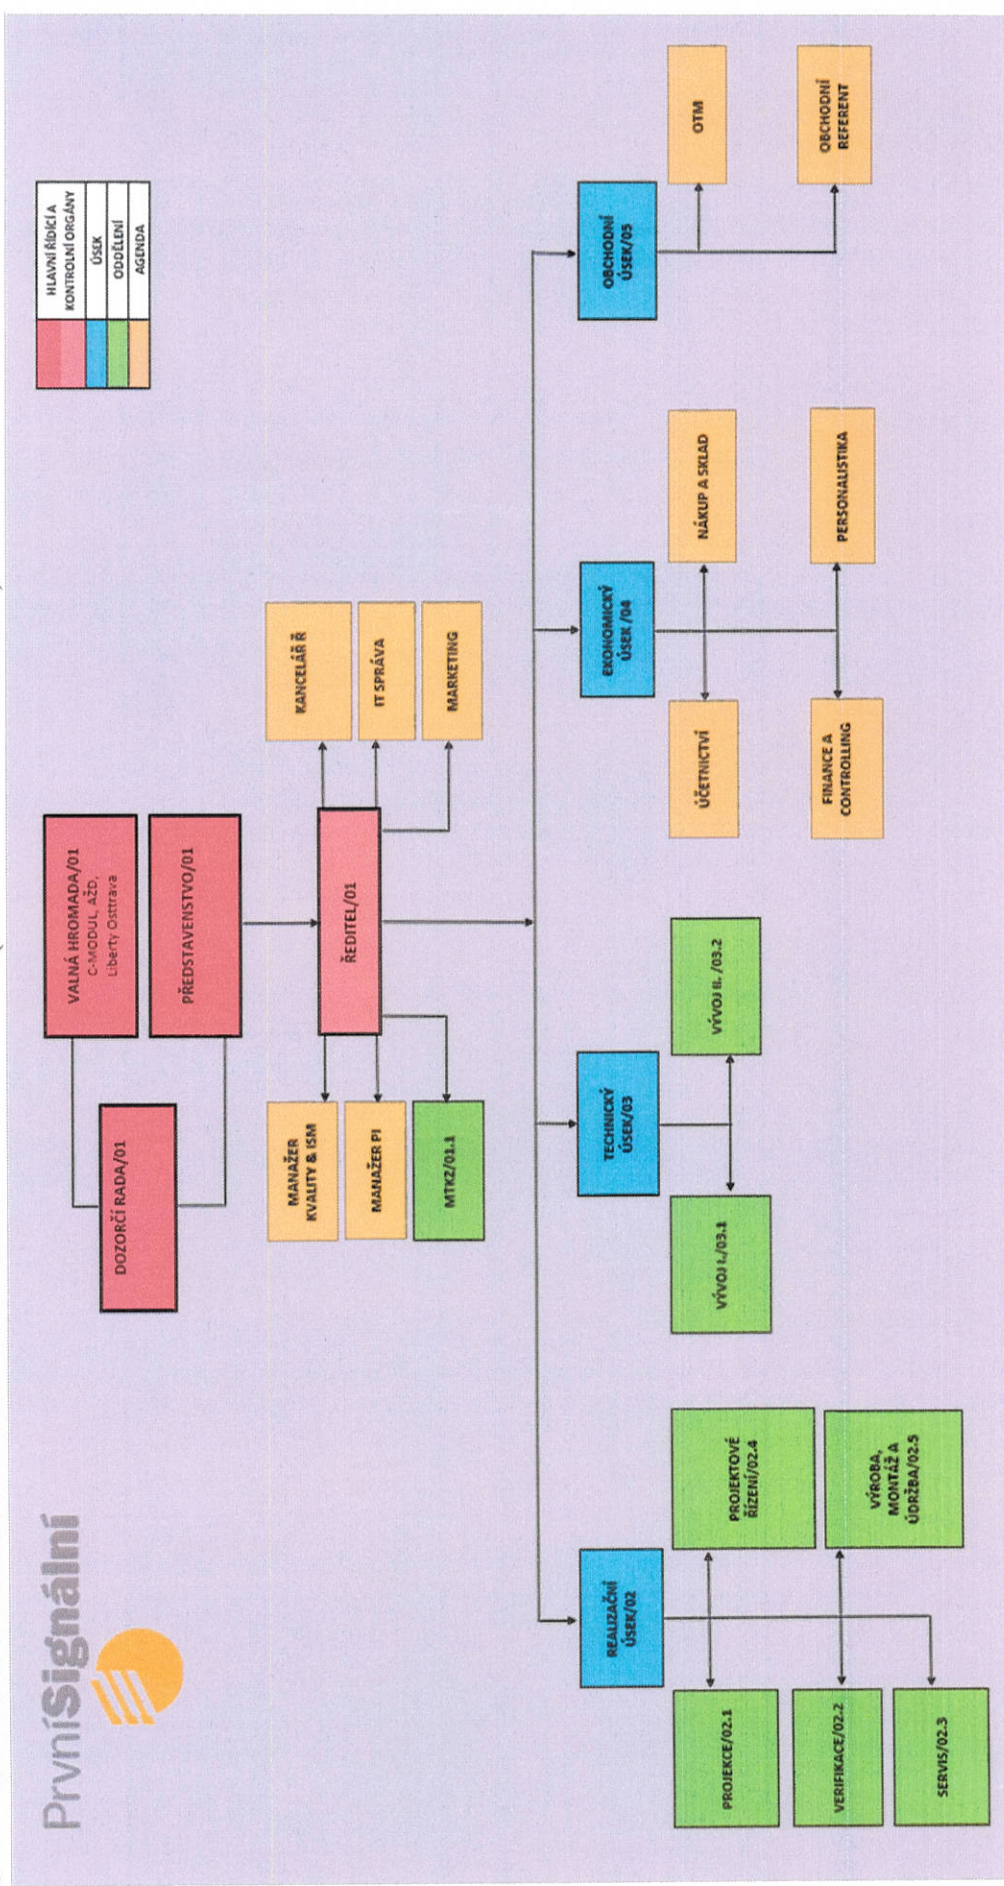 PrvníSignální
HLAVNÍ ŘÍDÍCÍ A
KONTROLNÍ ORGÁNY
ÚSEK
ODDĚLENÍ
AGENDA
VALNÁ HROMADA/01
C-MODUL, AŽD,
Liberty Osttrava
DOZORČÍ RADA/01
PŘEDSTAVENSTVO/01
ŘEDITEL/01
MANAŽER
KVALITY & ISM
MANAŽER PI
MTKZ/01.1
KANCELÁŘ Ř
IT SPRÁVA
MARKETING
REALIZAČNÍ
ÚSEK/02
TECHNICKÝ
ÚSEK/03
EKONOMICKÝ
ÚSEK /04
OBCHODNÍ
ÚSEK/05
PROJEKCE/02.1
PROJEKTOVÉ
ŘÍZENÍ/02.4
VERIFIKACE/02.2
VÝROBA,
MONTÁŽ A
ÚDRŽBA/02.5
SERVIS/02.3
VÝVOJ I./03.1
VÝVOJ II. /03.2
ÚČETNICTVÍ
NÁKUP A SKLAD
FINANCE A
CONTROLLING
PERSONALISTIKA
OTM
OBCHODNÍ
REFERENT